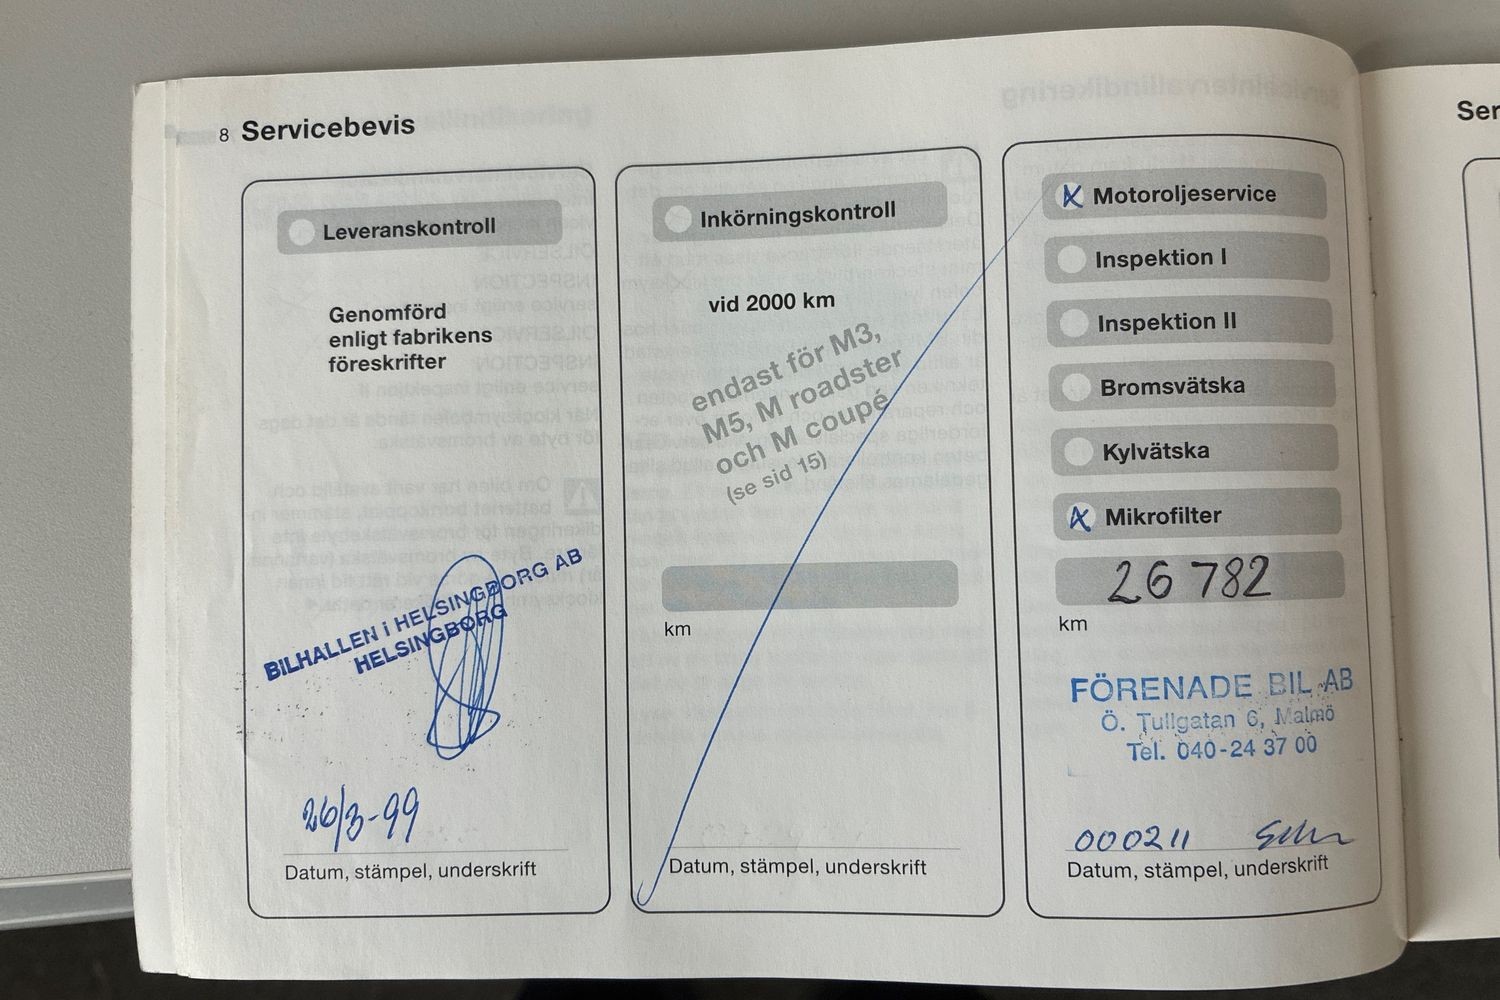 8 Servicebevis
Leveranskontroll
Genomförd
enligt fabrikens
föreskrifter
BILHALLEN i HELSINGBORG AB
HELSINGBORG
26/3-99
Datum, stämpel, underskrift
Inkörningskontroll
vid 2000 km
endast för M3,
M5, M roadster
och M coupé
(se sid 15)
km
Datum, stämpel, underskrift
x Motoroljeservice
Inspektion I
Inspektion II
Bromsvätska
Kylvätska
x Mikrofilter
26 782
km
FÖRENADE BIL AB
Ö. Tullgatan 6, Malmö
Tel. 040-24 37 00
000211
Datum, stämpel, underskrift
Ser